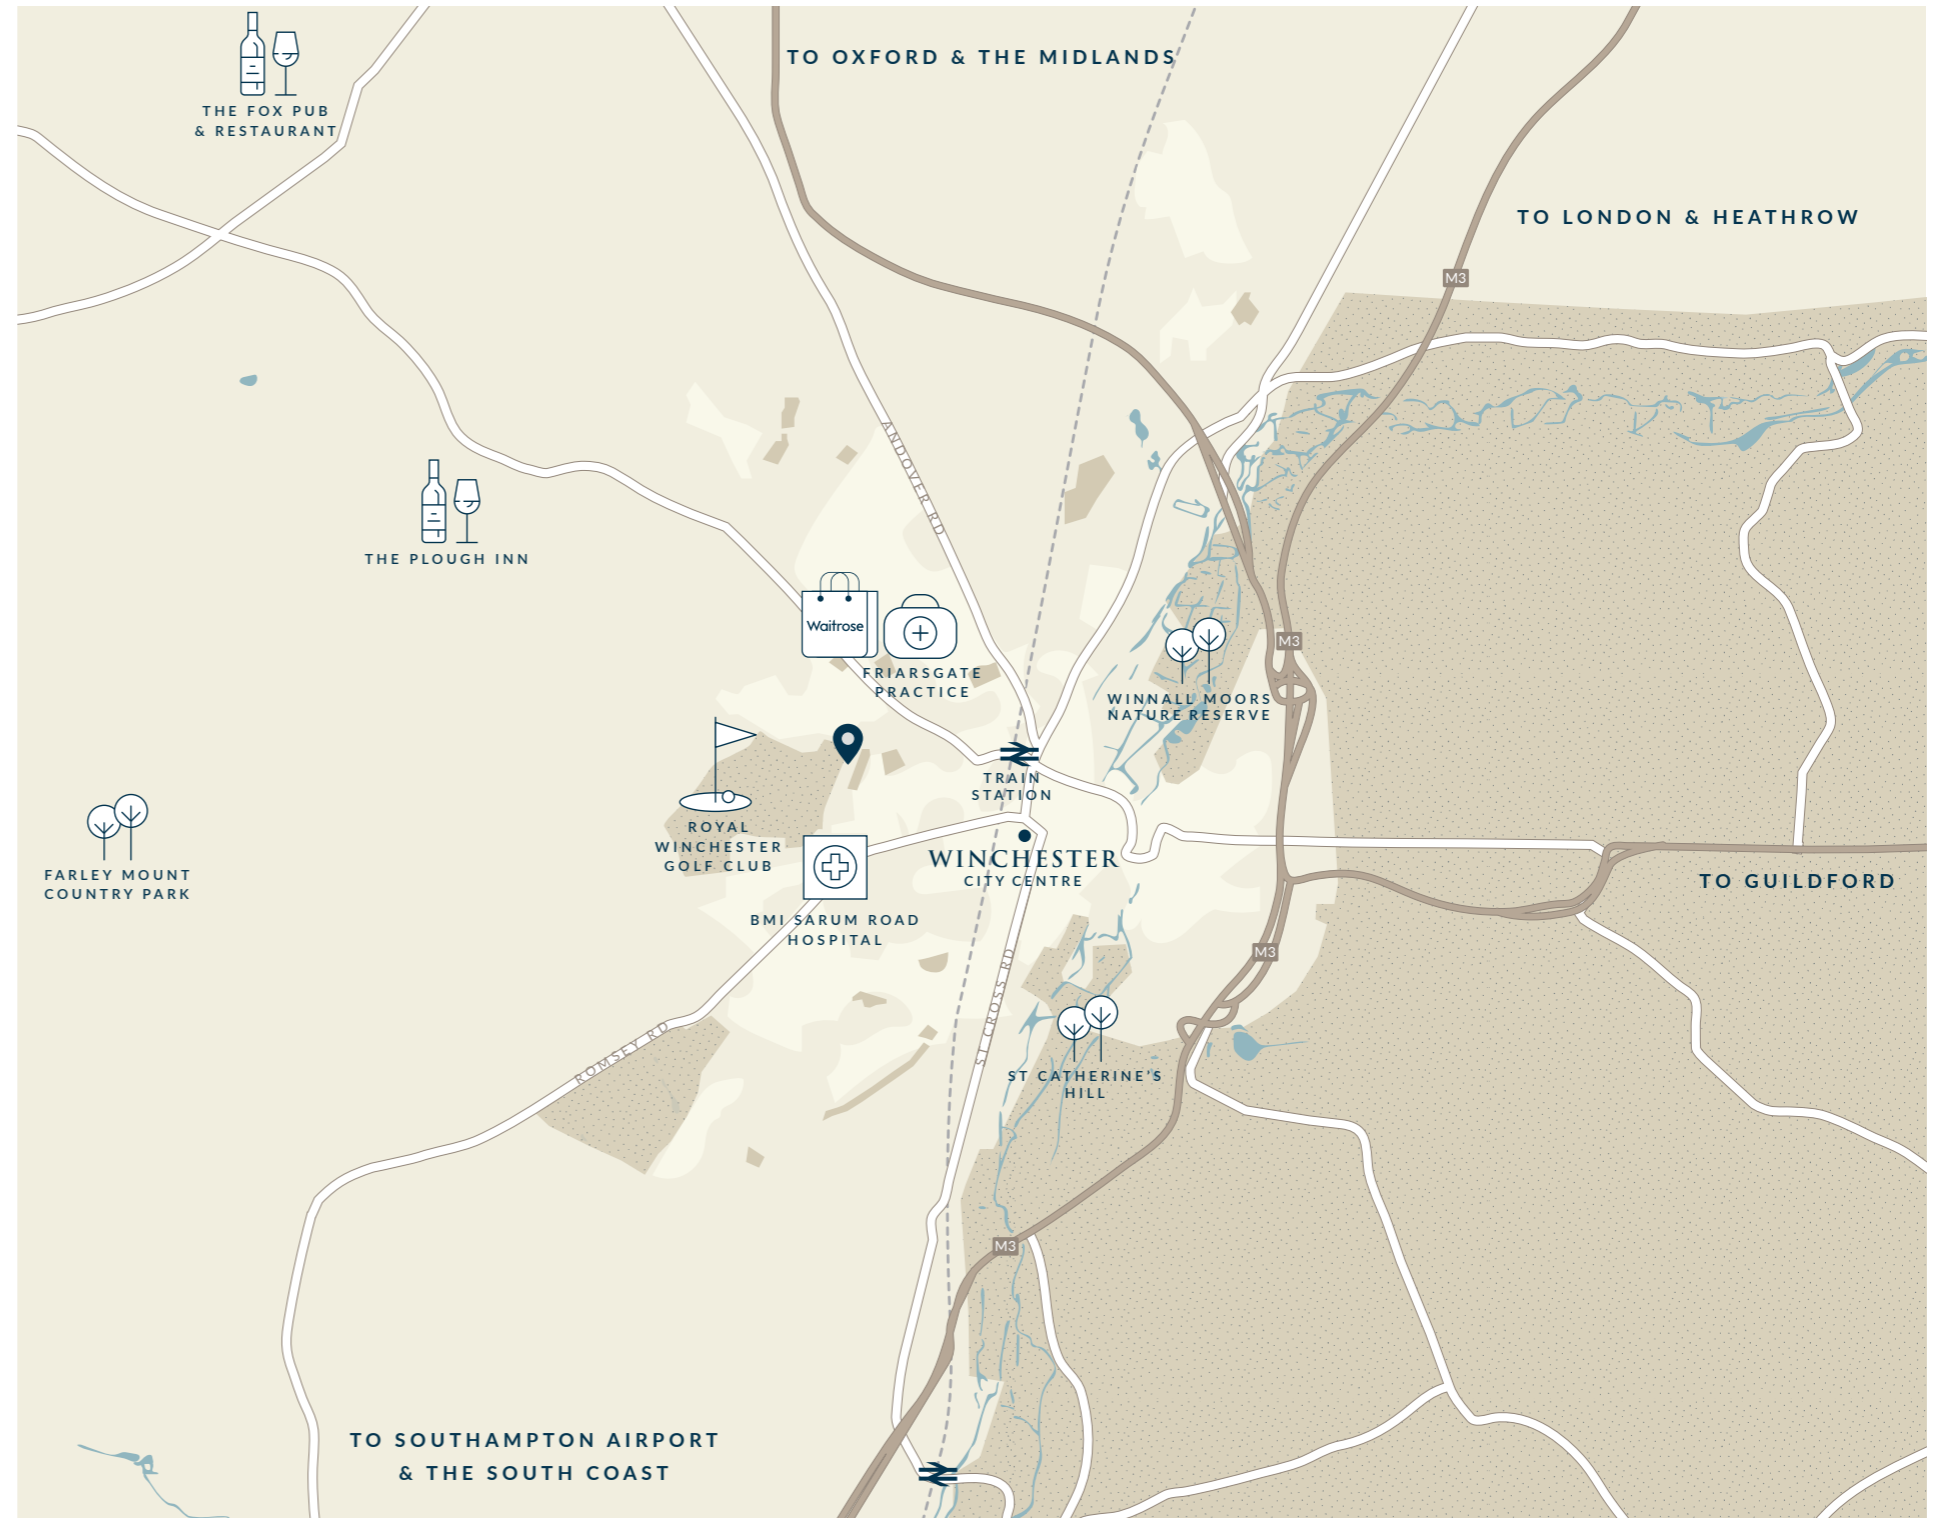 TO OXFORD & THE MIDLANDS
THE FOX PUB
& RESTAURANT
TO LONDON & HEATHROW
M3
ANDOVER RD
THE PLOUGH INN
Waitrose
FRIARSGATE
PRACTICE
M3
WINNALL MOORS
NATURE RESERVE
TRAIN
STATION
ROYAL
WINCHESTER
GOLF CLUB
WINCHESTER
CITY CENTRE
FARLEY MOUNT
COUNTRY PARK
TO GUILDFORD
BMI SARUM ROAD
HOSPITAL
M3
ST CROSS RD
ROMSEY RD
ST CATHERINE'S
HILL
M3
TO SOUTHAMPTON AIRPORT
& THE SOUTH COAST